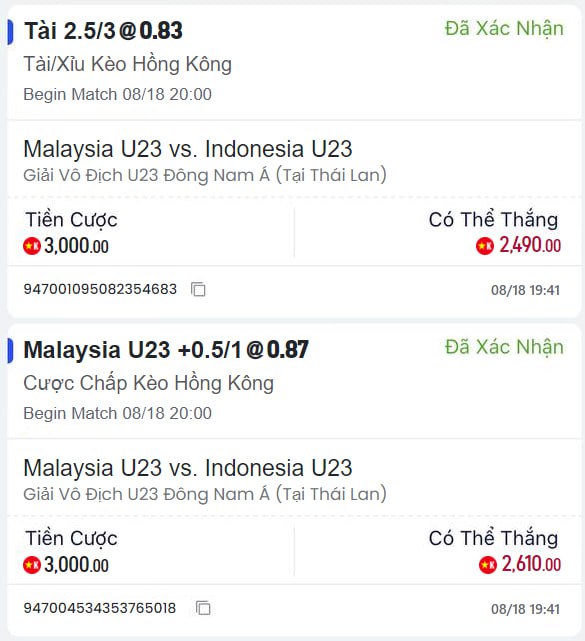 Tài 2.5/3@0.83 Đã Xác Nhận
Tài/Xỉu Kèo Hồng Kông
Begin Match 08/18 20:00
Malaysia U23 vs. Indonesia U23
Giải Vô Địch U23 Đông Nam Á (Tại Thái Lan)
Tiền Cược Có Thể Thắng
K 3,000.00 K 2,490.00
947001095082354683 08/18 19:41
Malaysia U23 +0.5/1@0.87 Đã Xác Nhận
Cược Chấp Kèo Hồng Kông
Begin Match 08/18 20:00
Malaysia U23 vs. Indonesia U23
Giải Vô Địch U23 Đông Nam Á (Tại Thái Lan)
Tiền Cược Có Thể Thắng
K 3,000.00 K 2,610.00
947004534353765018 08/18 19:41